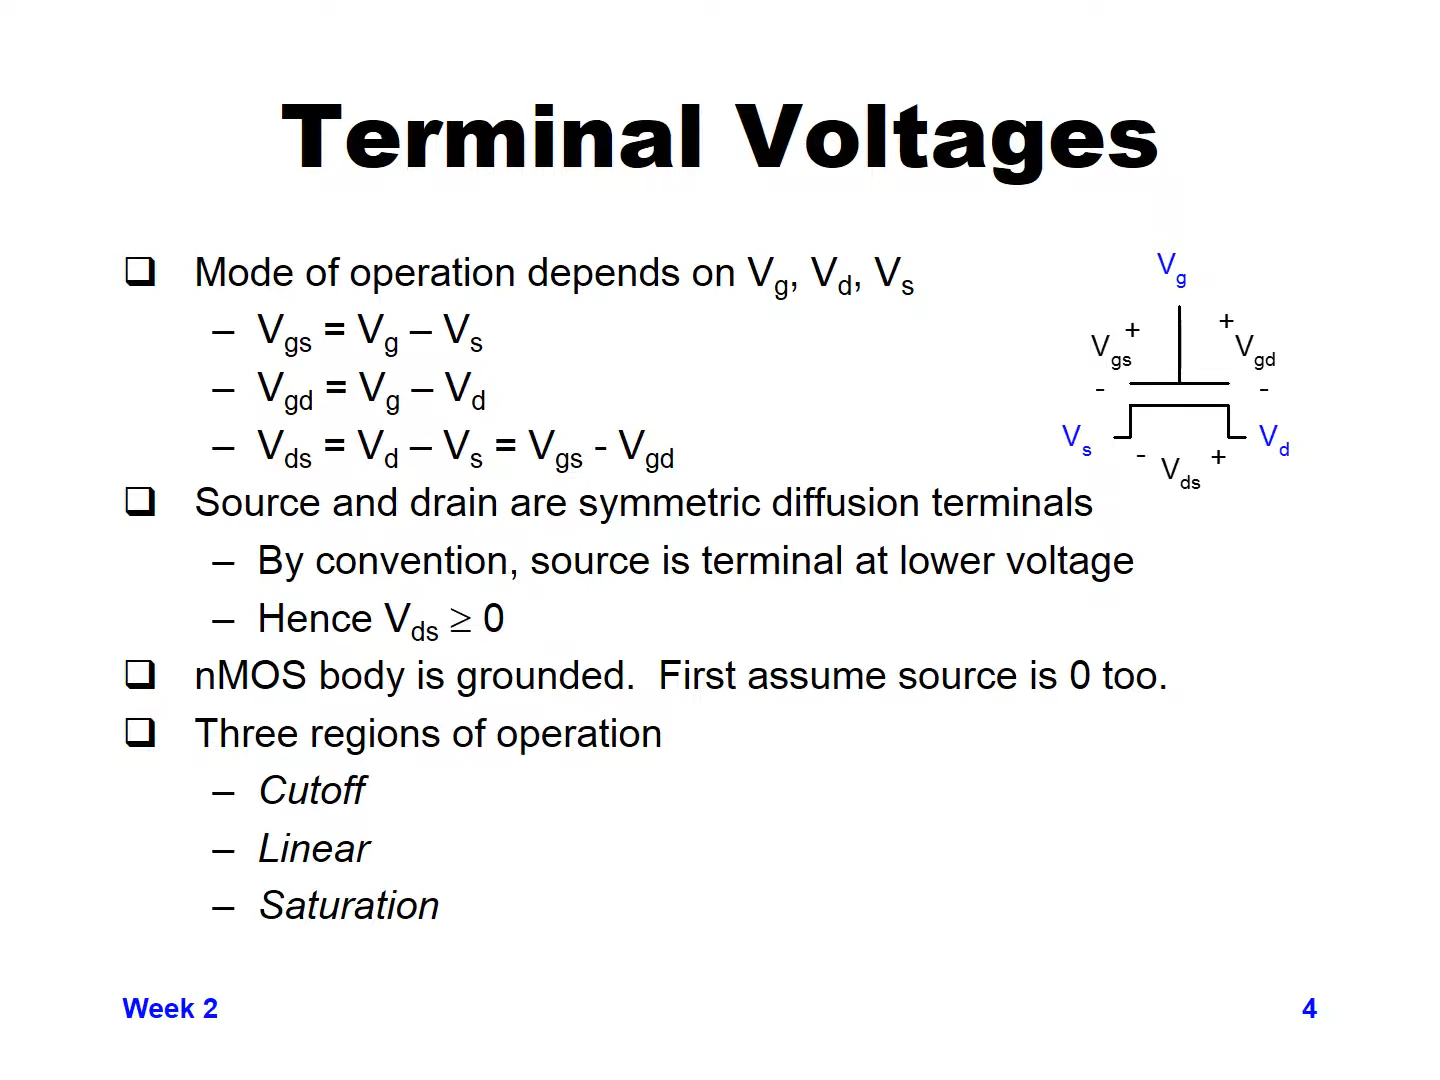 Terminal Voltages
❑ Mode of operation depends on Vg, Vd, Vs
– Vgs = Vg – Vs
– Vgd = Vg – Vd
– Vds = Vd – Vs = Vgs - Vgd
❑ Source and drain are symmetric diffusion terminals
– By convention, source is terminal at lower voltage
– Hence Vds ≥ 0
❑ nMOS body is grounded. First assume source is 0 too.
❑ Three regions of operation
– Cutoff
– Linear
– Saturation
Vg
+ +
Vgs Vgd
- -
Vs Vd
- Vds +
Week 2 4